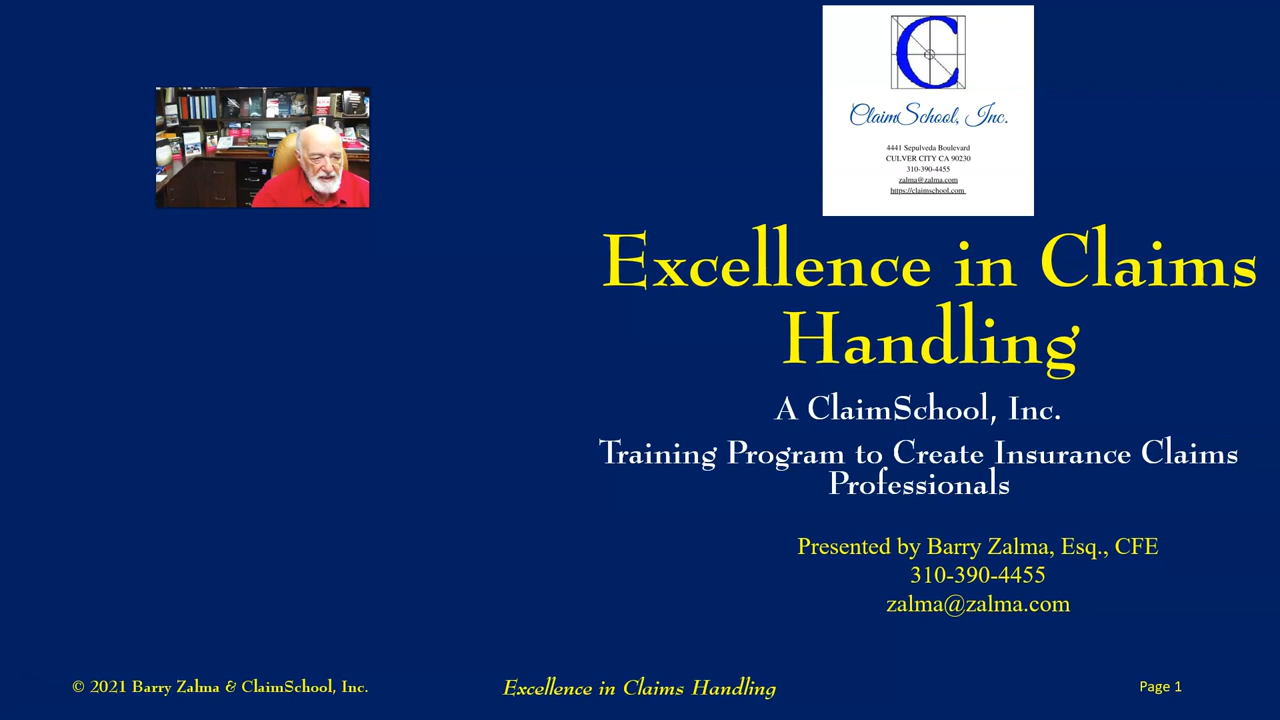 C
ClaimSchool, Inc.
4441 Sepulveda Boulevard
CULVER CITY CA 90230
310-390-4455
zalma@zalma.com
https://claimschool.com
Excellence in Claims
Handling
A ClaimSchool, Inc.
Training Program to Create Insurance Claims
Professionals
Presented by Barry Zalma, Esq., CFE
310-390-4455
zalma@zalma.com
© 2021 Barry Zalma & ClaimSchool, Inc.
Excellence in Claims Handling
Page 1